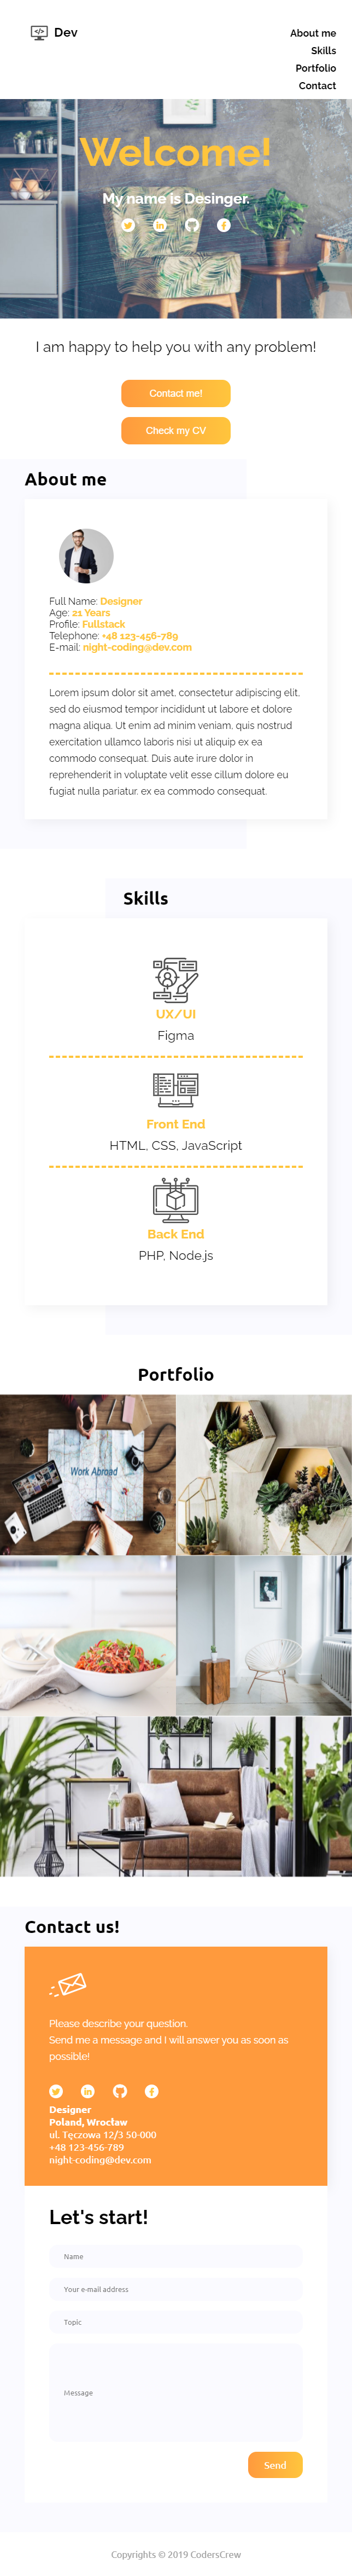 Dev
About me
Skills
Portfolio
Contact
Welcome!
My name is Desinger.
I am happy to help you with any problem!
Contact me!
Check my CV
About me
Full Name: Designer
Age: 21 Years
Profile: Fullstack
Telephone: +48 123-456-789
E-mail: night-coding@dev.com
Lorem ipsum dolor sit amet, consectetur adipiscing elit,
sed do eiusmod tempor incididunt ut labore et dolore
magna aliqua. Ut enim ad minim veniam, quis nostrud
exercitation ullamco laboris nisi ut aliquip ex ea
commodo consequat. Duis aute irure dolor in
reprehenderit in voluptate velit esse cillum dolore eu
fugiat nulla pariatur. ex ea commodo consequat.
Skills
UX/UI
Figma
Front End
HTML, CSS, JavaScript
Back End
PHP, Node.js
Portfolio
Work Abroad
Contact us!
Please describe your question.
Send me a message and I will answer you as soon as
possible!
Designer
Poland, Wrocław
ul. Tęczowa 12/3 50-000
+48 123-456-789
night-coding@dev.com
Let's start!
Name
Your e-mail address
Topic
Message
Send
Copyrights © 2019 CodersCrew